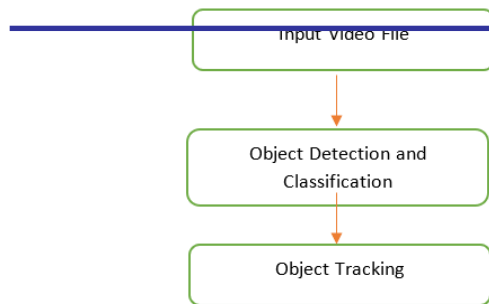 Input Video File
Object Detection and
Classification
Object Tracking